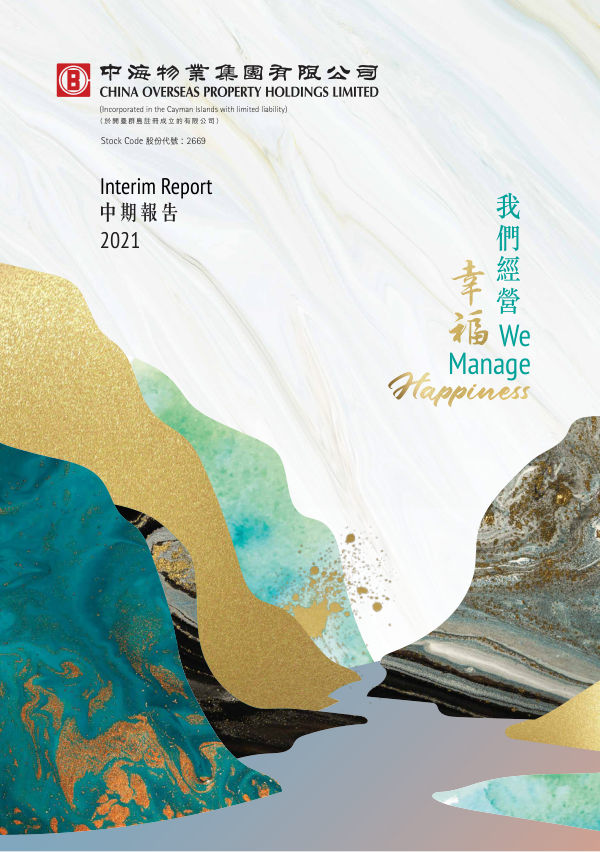 中海物業集團有限公司
CHINA OVERSEAS PROPERTY HOLDINGS LIMITED
(Incorporated in the Cayman Islands with limited liability)
(於開曼群島註冊成立的有限公司)
Stock Code 股份代號：2669
Interim Report
中期報告
2021
我們經營
幸福
We
Manage
Happiness